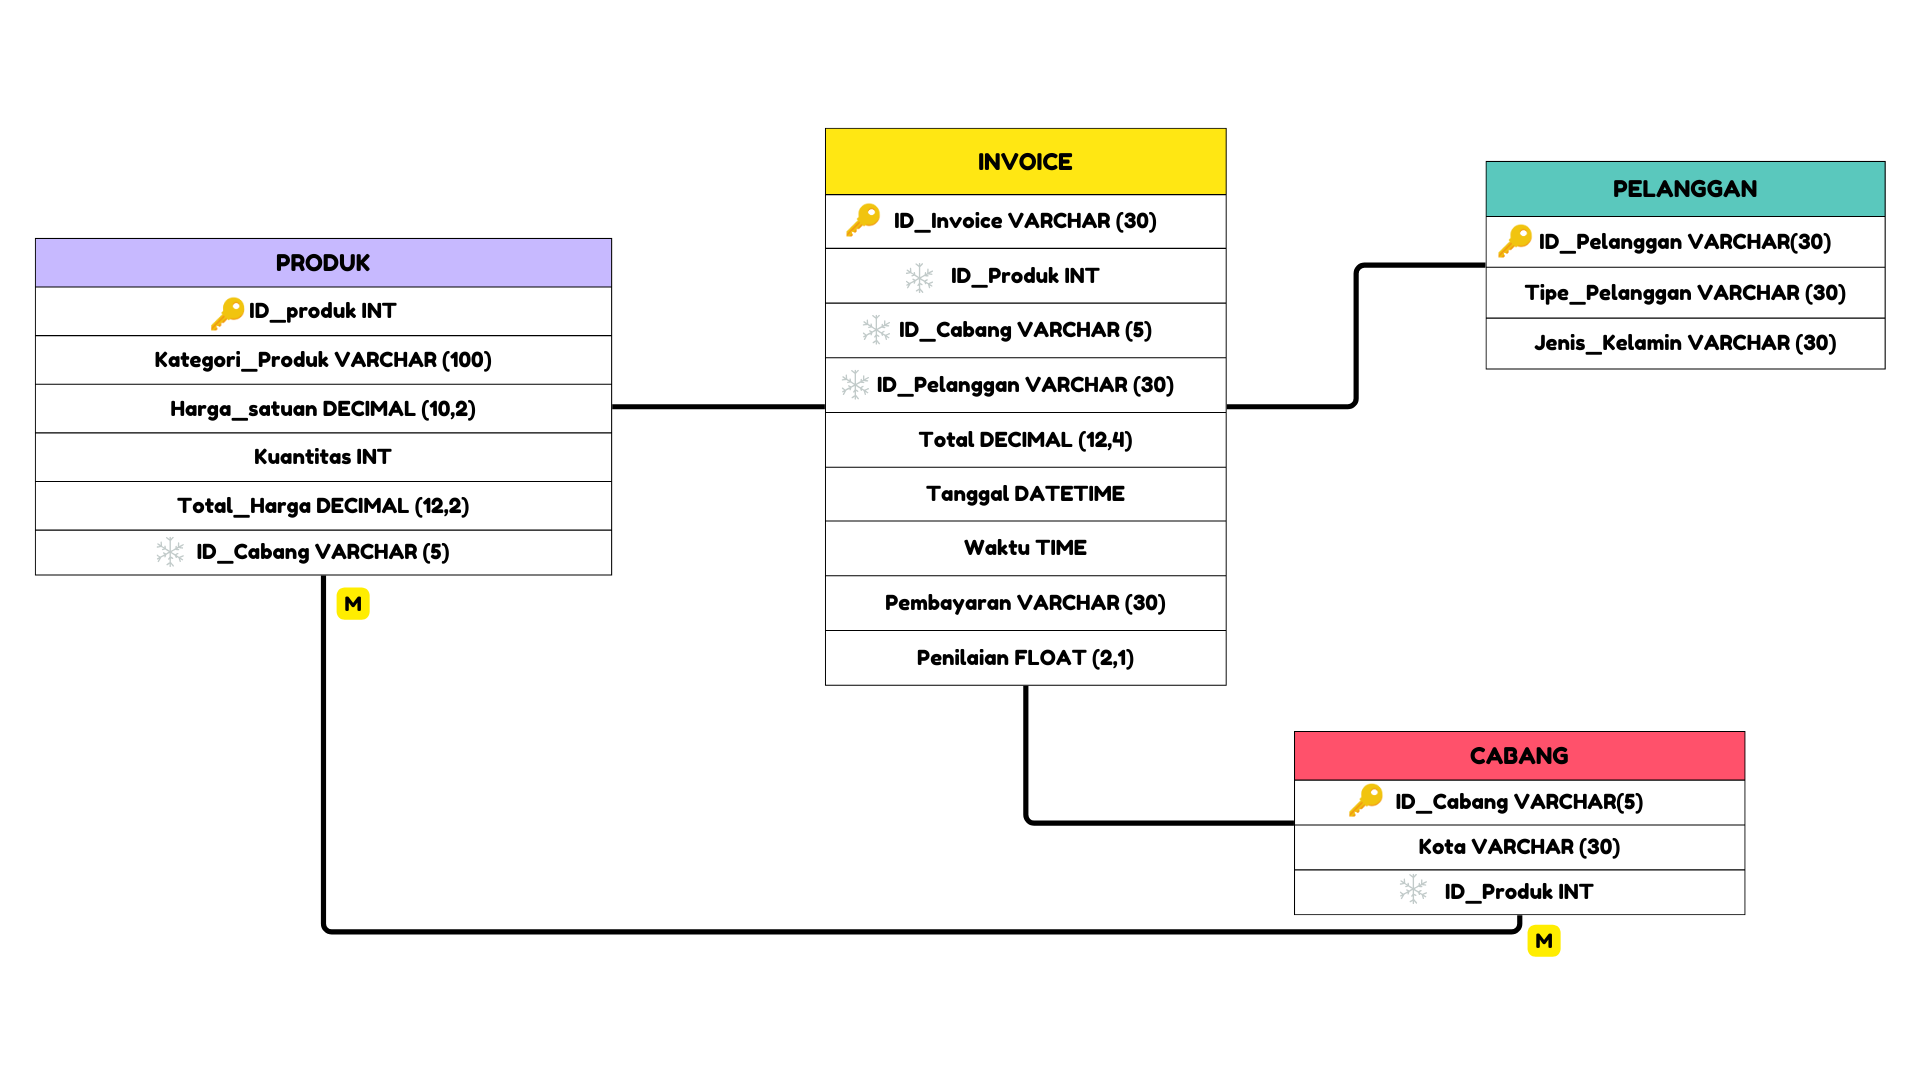 PRODUK
ID_produk INT
Kategori_Produk VARCHAR (100)
Harga_satuan DECIMAL (10,2)
Kuantitas INT
Total_Harga DECIMAL (12,2)
ID_Cabang VARCHAR (5)
M
INVOICE
ID_Invoice VARCHAR (30)
ID_Produk INT
ID_Cabang VARCHAR (5)
ID_Pelanggan VARCHAR (30)
Total DECIMAL (12,4)
Tanggal DATETIME
Waktu TIME
Pembayaran VARCHAR (30)
Penilaian FLOAT (2,1)
PELANGGAN
ID_Pelanggan VARCHAR(30)
Tipe_Pelanggan VARCHAR (30)
Jenis_Kelamin VARCHAR (30)
CABANG
ID_Cabang VARCHAR(5)
Kota VARCHAR (30)
ID_Produk INT
M